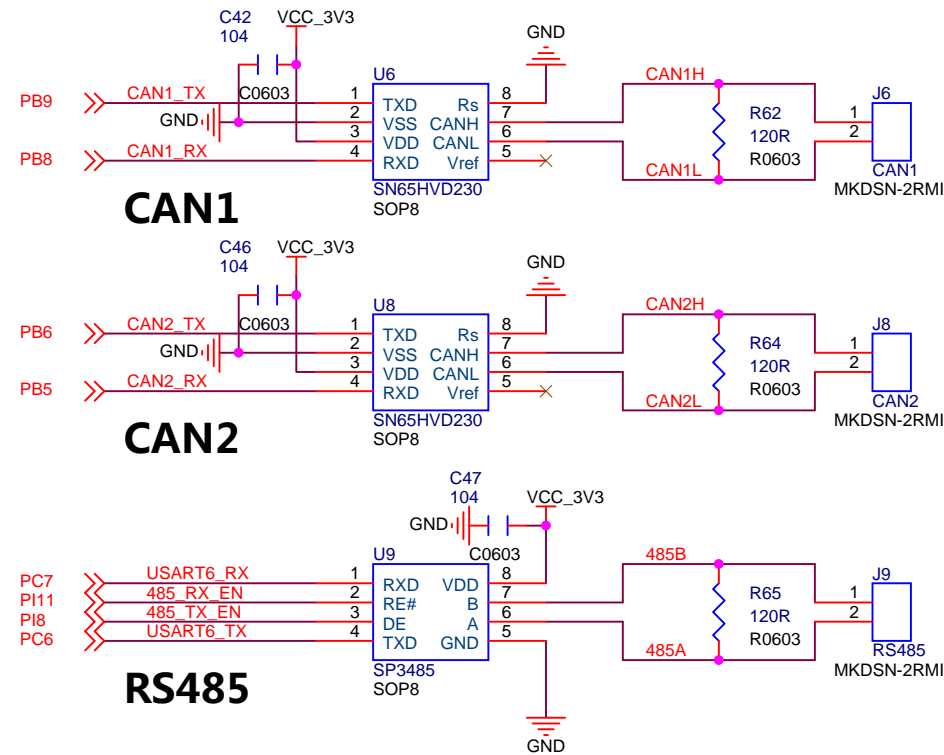 C42
104
VCC_3V3
C0603
GND
PB9
CAN1_TX
GND
PB8
CAN1_RX
U6
1 TXD Rs 8
2 VSS CANH 7
3 VDD CANL 6
4 RXD Vref 5
SN65HVD230
SOP8
CAN1H
CAN1L
R62
120R
R0603
J6
1
2
CAN1
MKDSN-2RMI
CAN1
C46
104
VCC_3V3
C0603
GND
PB6
CAN2_TX
GND
PB5
CAN2_RX
U8
1 TXD Rs 8
2 VSS CANH 7
3 VDD CANL 6
4 RXD Vref 5
SN65HVD230
SOP8
CAN2H
CAN2L
R64
120R
R0603
J8
1
2
CAN2
MKDSN-2RMI
CAN2
C47
104
VCC_3V3
GND
C0603
PC7
USART6_RX
PI11
485_RX_EN
PI8
485_TX_EN
PC6
USART6_TX
U9
1 RXD VDD 8
2 RE# B 7
3 DE A 6
4 TXD GND 5
SP3485
SOP8
485B
485A
R65
120R
R0603
J9
1
2
RS485
MKDSN-2RMI
RS485
GND